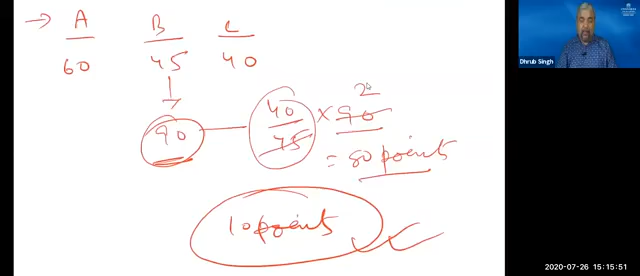 → A B C
60 45 40
90 — 40/45 × 90 2
= 80 points
10 points
Dhrub Singh
2020-07-26 15:15:51